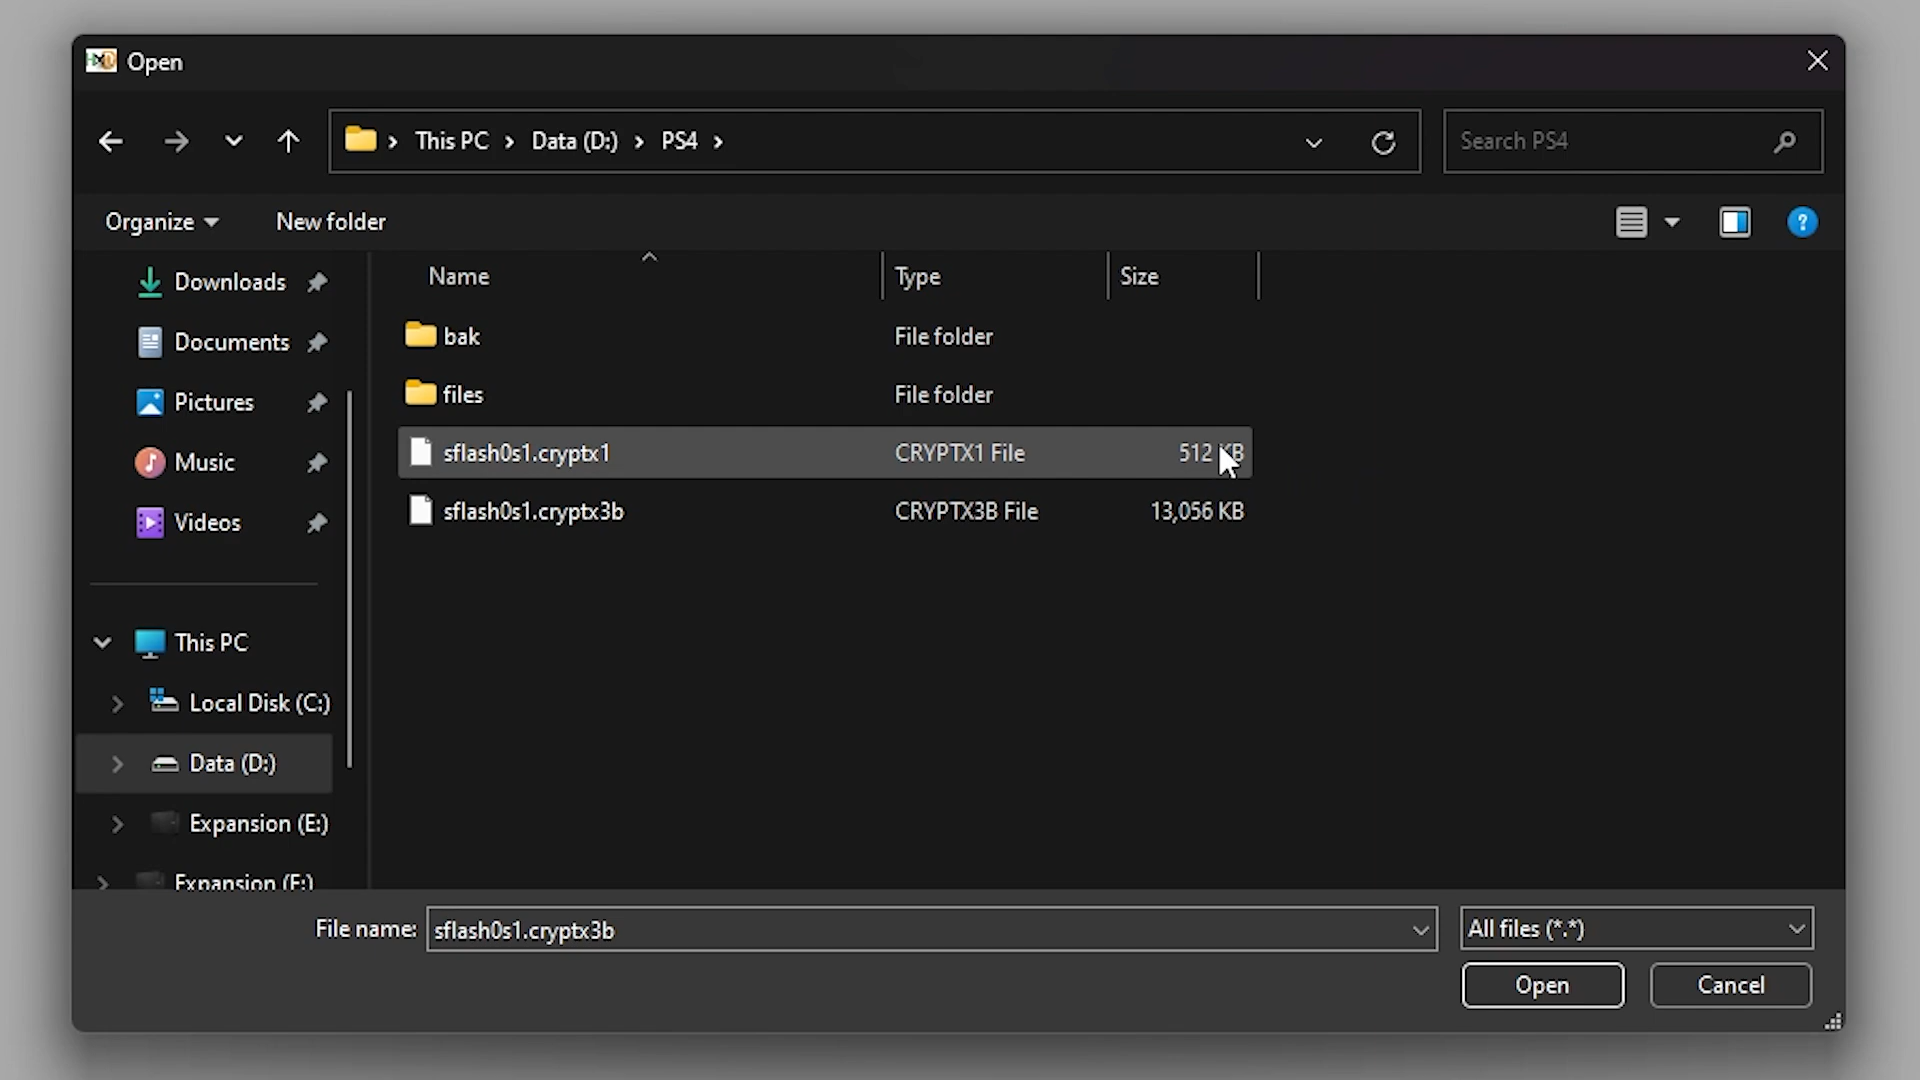 Open
This PC > Data (D:) > PS4 >
Search PS4
Organize
New folder
?
Name
Type
Size
bak
File folder
files
File folder
sflash0s1.cryptx1
CRYPTX1 File
512 KB
sflash0s1.cryptx3b
CRYPTX3B File
13,056 KB
Downloads
Documents
Pictures
Music
Videos
This PC
Local Disk (C:)
Data (D:)
Expansion (E:)
Expansion (F:)
File name:
sflash0s1.cryptx3b
All files (*.*)
Open
Cancel